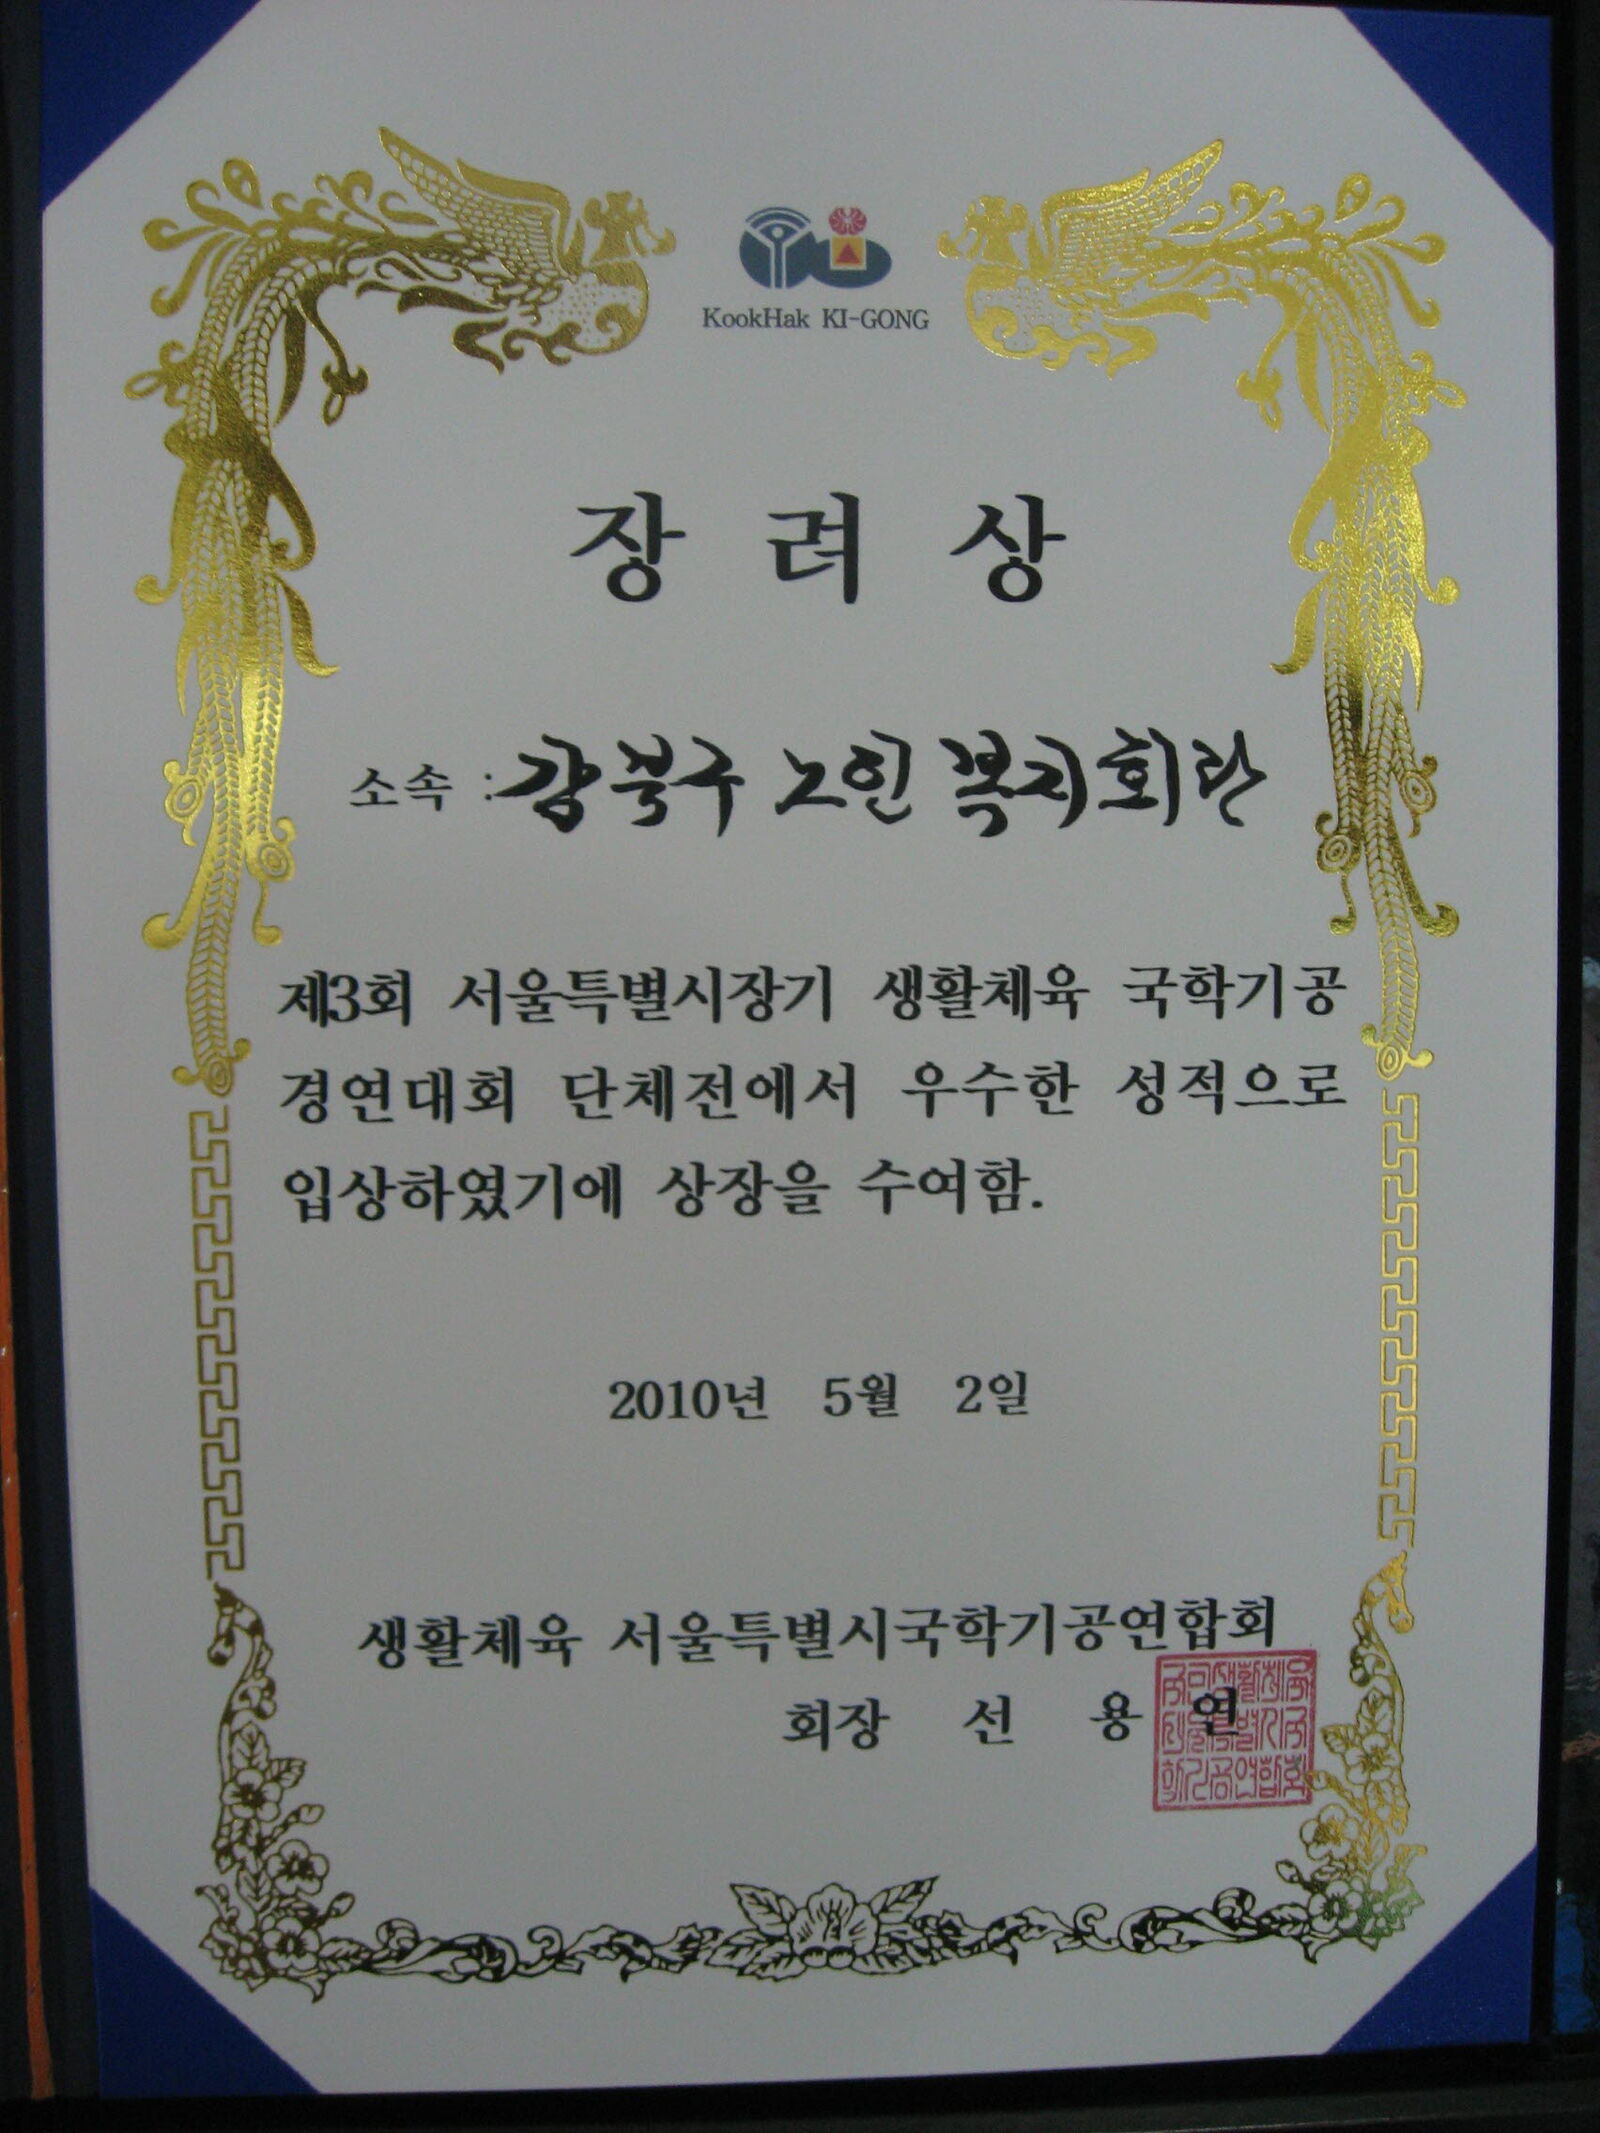 KookHak KI-GONG
장 려 상
소속 : 강북구 노인 복지회관
제3회 서울특별시장기 생활체육 국학기공
경연대회 단체전에서 우수한 성적으로
입상하였기에 상장을 수여함.
2010년 5월 2일
생활체육 서울특별시국학기공연합회
회장 선 용 연